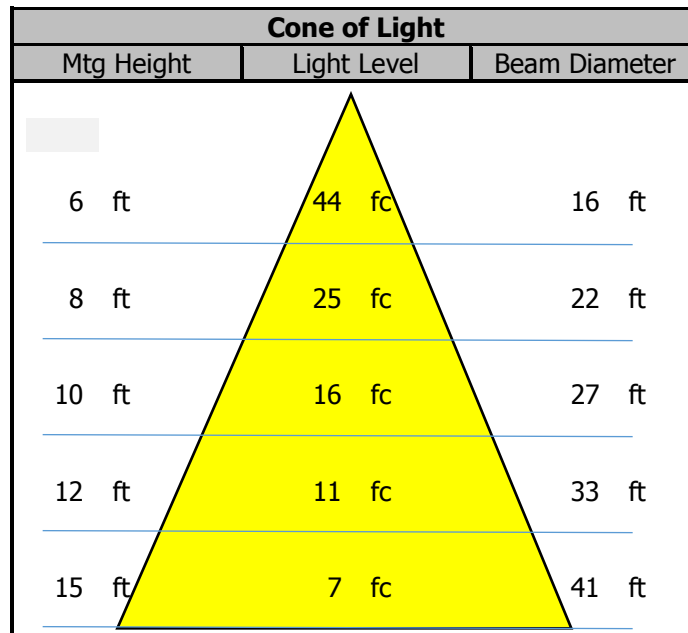 Cone of Light
Mtg Height Light Level Beam Diameter
6 ft 44 fc 16 ft
8 ft 25 fc 22 ft
10 ft 16 fc 27 ft
12 ft 11 fc 33 ft
15 ft 7 fc 41 ft